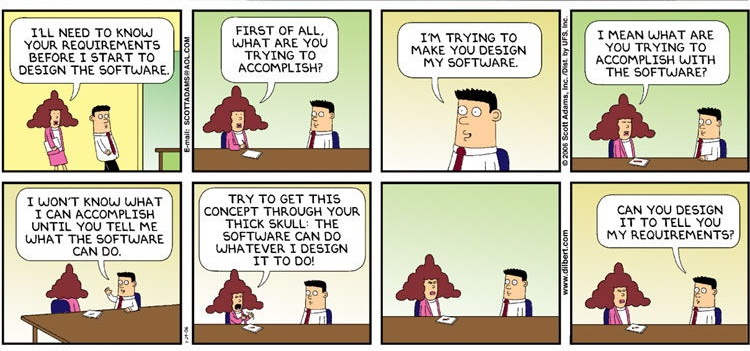 I'LL NEED TO KNOW
YOUR REQUIREMENTS
BEFORE I START TO
DESIGN THE SOFTWARE.
E-mail: SCOTTADAMS@AOL.COM
FIRST OF ALL,
WHAT ARE YOU
TRYING TO
ACCOMPLISH?
I'M TRYING TO
MAKE YOU DESIGN
MY SOFTWARE.
© 2006 Scott Adams, Inc. /Dist. by UFS, Inc.
I MEAN WHAT ARE
YOU TRYING TO
ACCOMPLISH WITH
THE SOFTWARE?
I WON'T KNOW WHAT
I CAN ACCOMPLISH
UNTIL YOU TELL ME
WHAT THE SOFTWARE
CAN DO.
1-29-06
TRY TO GET THIS
CONCEPT THROUGH YOUR
THICK SKULL: THE
SOFTWARE CAN DO
WHATEVER I DESIGN
IT TO DO!
www.dilbert.com
CAN YOU DESIGN
IT TO TELL YOU
MY REQUIREMENTS?